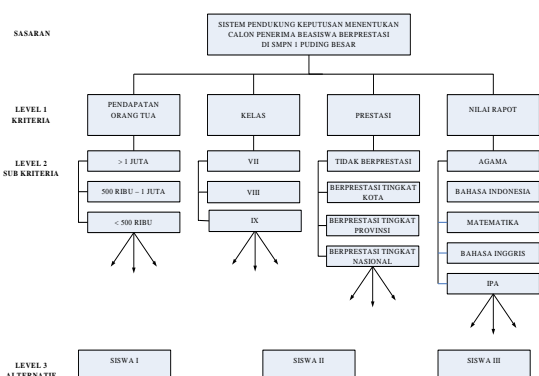 SASARAN
SISTEM PENDUKUNG KEPUTUSAN MENENTUKAN
CALON PENERIMA BEASISWA BERPRESTASI
DI SMPN 1 PUDING BESAR
LEVEL 1
KRITERIA
PENDAPATAN
ORANG TUA
KELAS
PRESTASI
NILAI RAPOT
LEVEL 2
SUB KRITERIA
> 1 JUTA
500 RIBU – 1 JUTA
< 500 RIBU
VII
VIII
IX
TIDAK BERPRESTASI
BERPRESTASI TINGKAT
KOTA
BERPRESTASI TINGKAT
PROVINSI
BERPRESTASI TINGKAT
NASIONAL
AGAMA
BAHASA INDONESIA
MATEMATIKA
BAHASA INGGRIS
IPA
LEVEL 3
ALTERNATIF
SISWA I
SISWA II
SISWA III